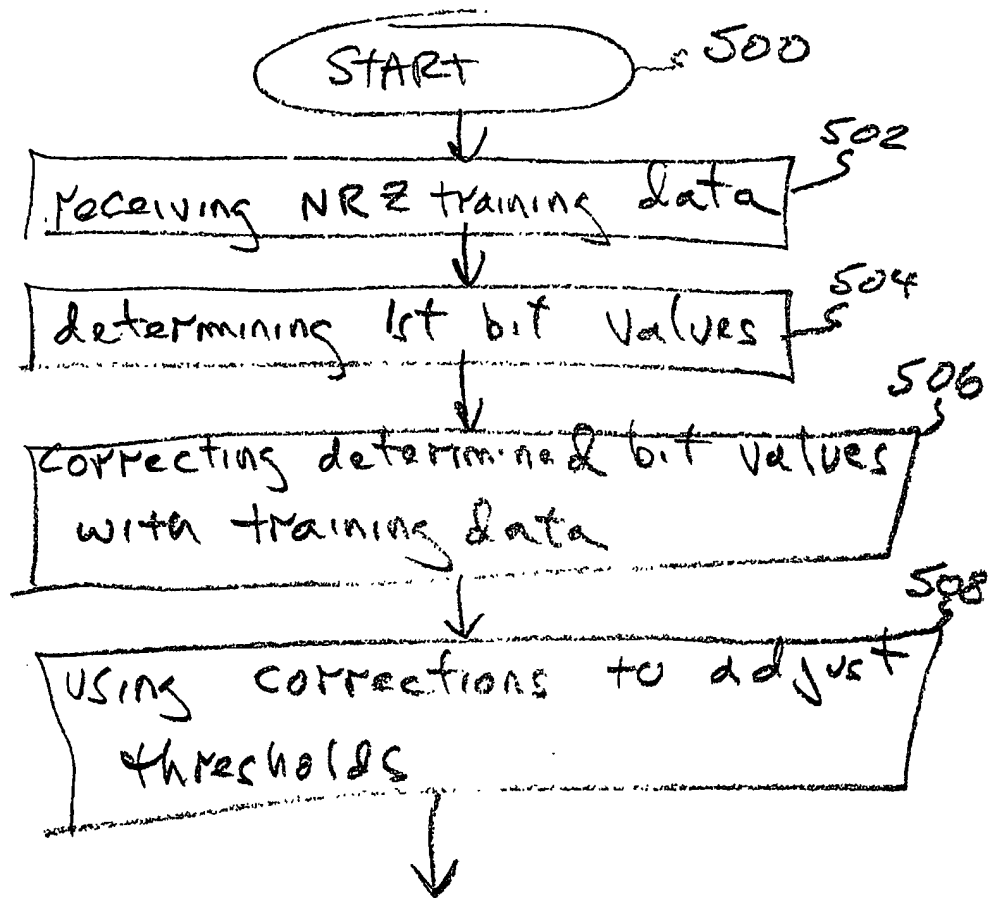 START 500
502
receiving NRZ training data
504
determining 1st bit values
506
correcting determined bit values
with training data
508
using corrections to adjust
thresholds